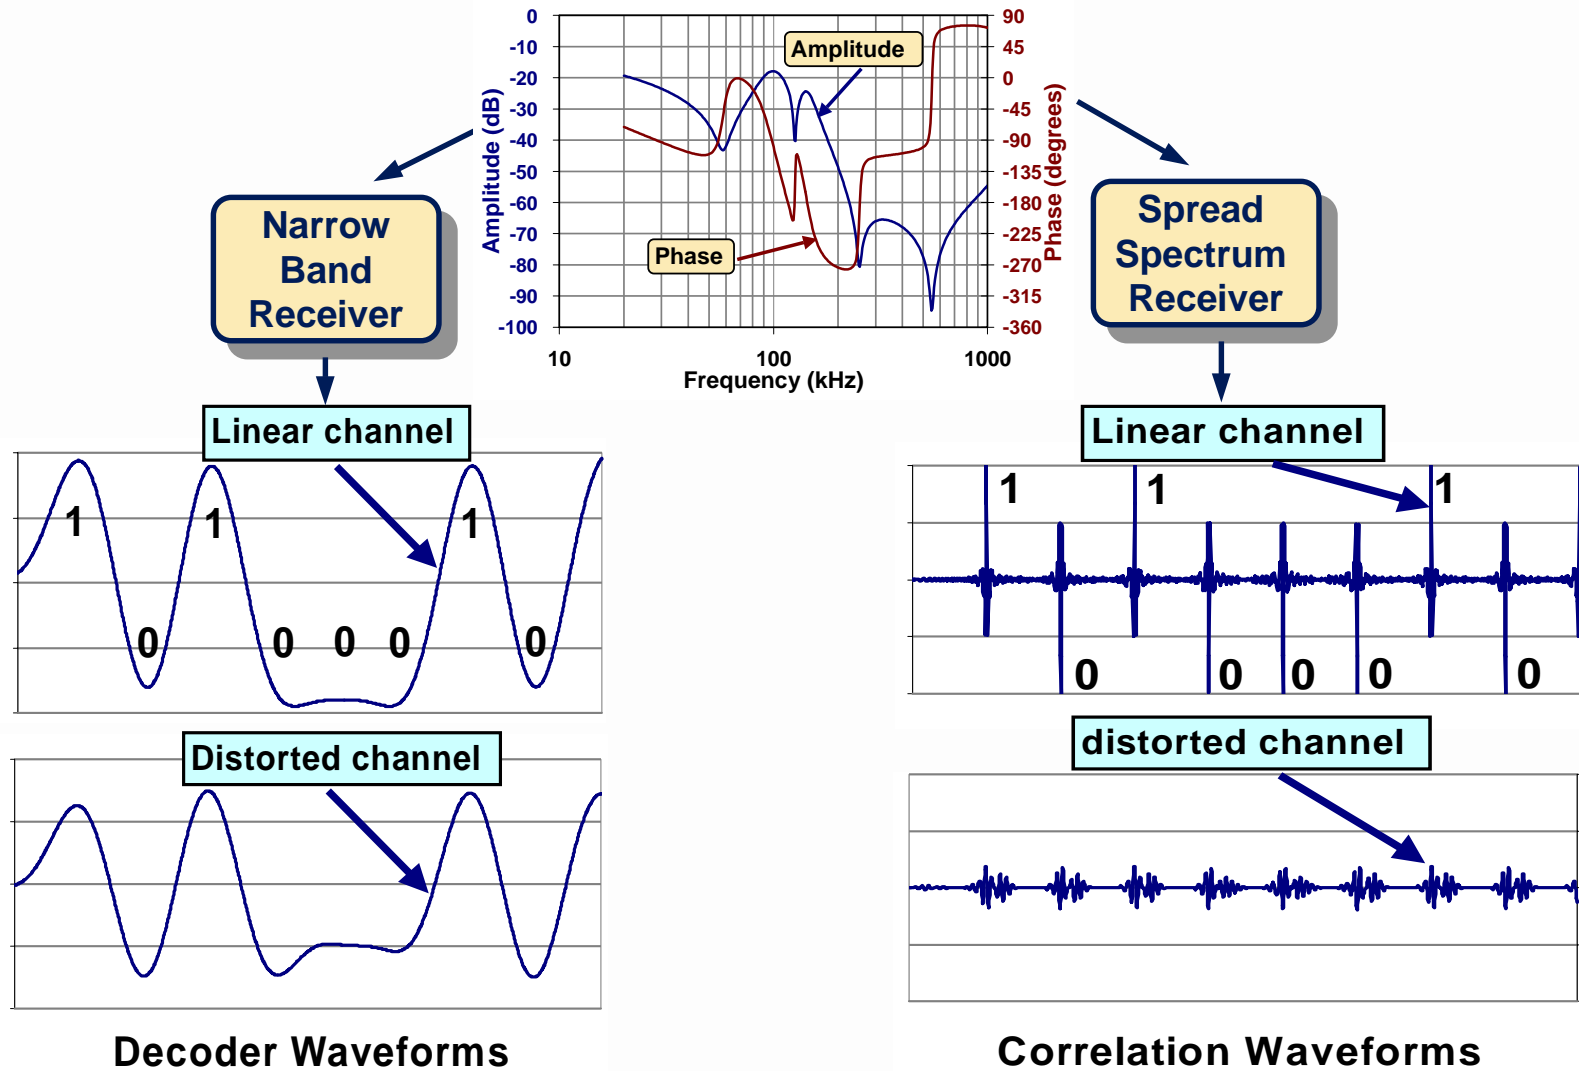 0
-10
-20
-30
-40
-50
-60
-70
-80
-90
-100
Amplitude (dB)
90
45
0
-45
-90
-135
-180
-225
-270
-315
-360
Phase (degrees)
Amplitude
Phase
10 100 1000
Frequency (kHz)
Narrow
Band
Receiver
Spread
Spectrum
Receiver
Linear channel
1 1 1
0 0 0 0 0
Distorted channel
Decoder Waveforms
Linear channel
1 1 1
0 0 0 0 0
distorted channel
Correlation Waveforms